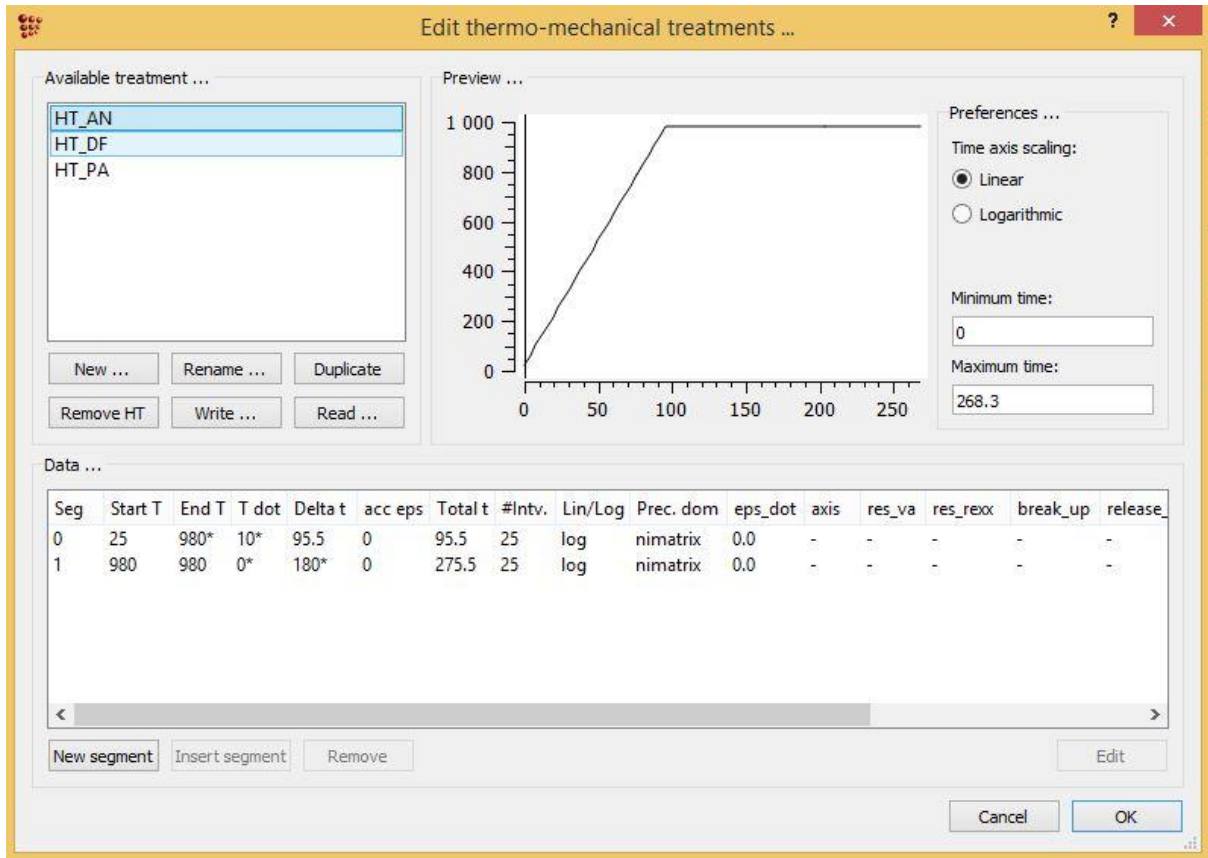 Edit thermo-mechanical treatments ...
?
×
Available treatment ...
HT_AN
HT_DF
HT_PA
New ... Rename ... Duplicate
Remove HT Write ... Read ...
Preview ...
1 000
800
600
400
200
0
0 50 100 150 200 250
Preferences ...
Time axis scaling:
Linear
Logarithmic
Minimum time:
0
Maximum time:
268.3
Data ...
Seg Start T End T T dot Delta t acc eps Total t #Intv. Lin/Log Prec. dom eps_dot axis res_va res_rexx break_up release_
0 25 980* 10* 95.5 0 95.5 25 log nimatrix 0.0 - - - - -
1 980 980 0* 180* 0 275.5 25 log nimatrix 0.0 - - - - -
New segment Insert segment Remove Edit
Cancel OK